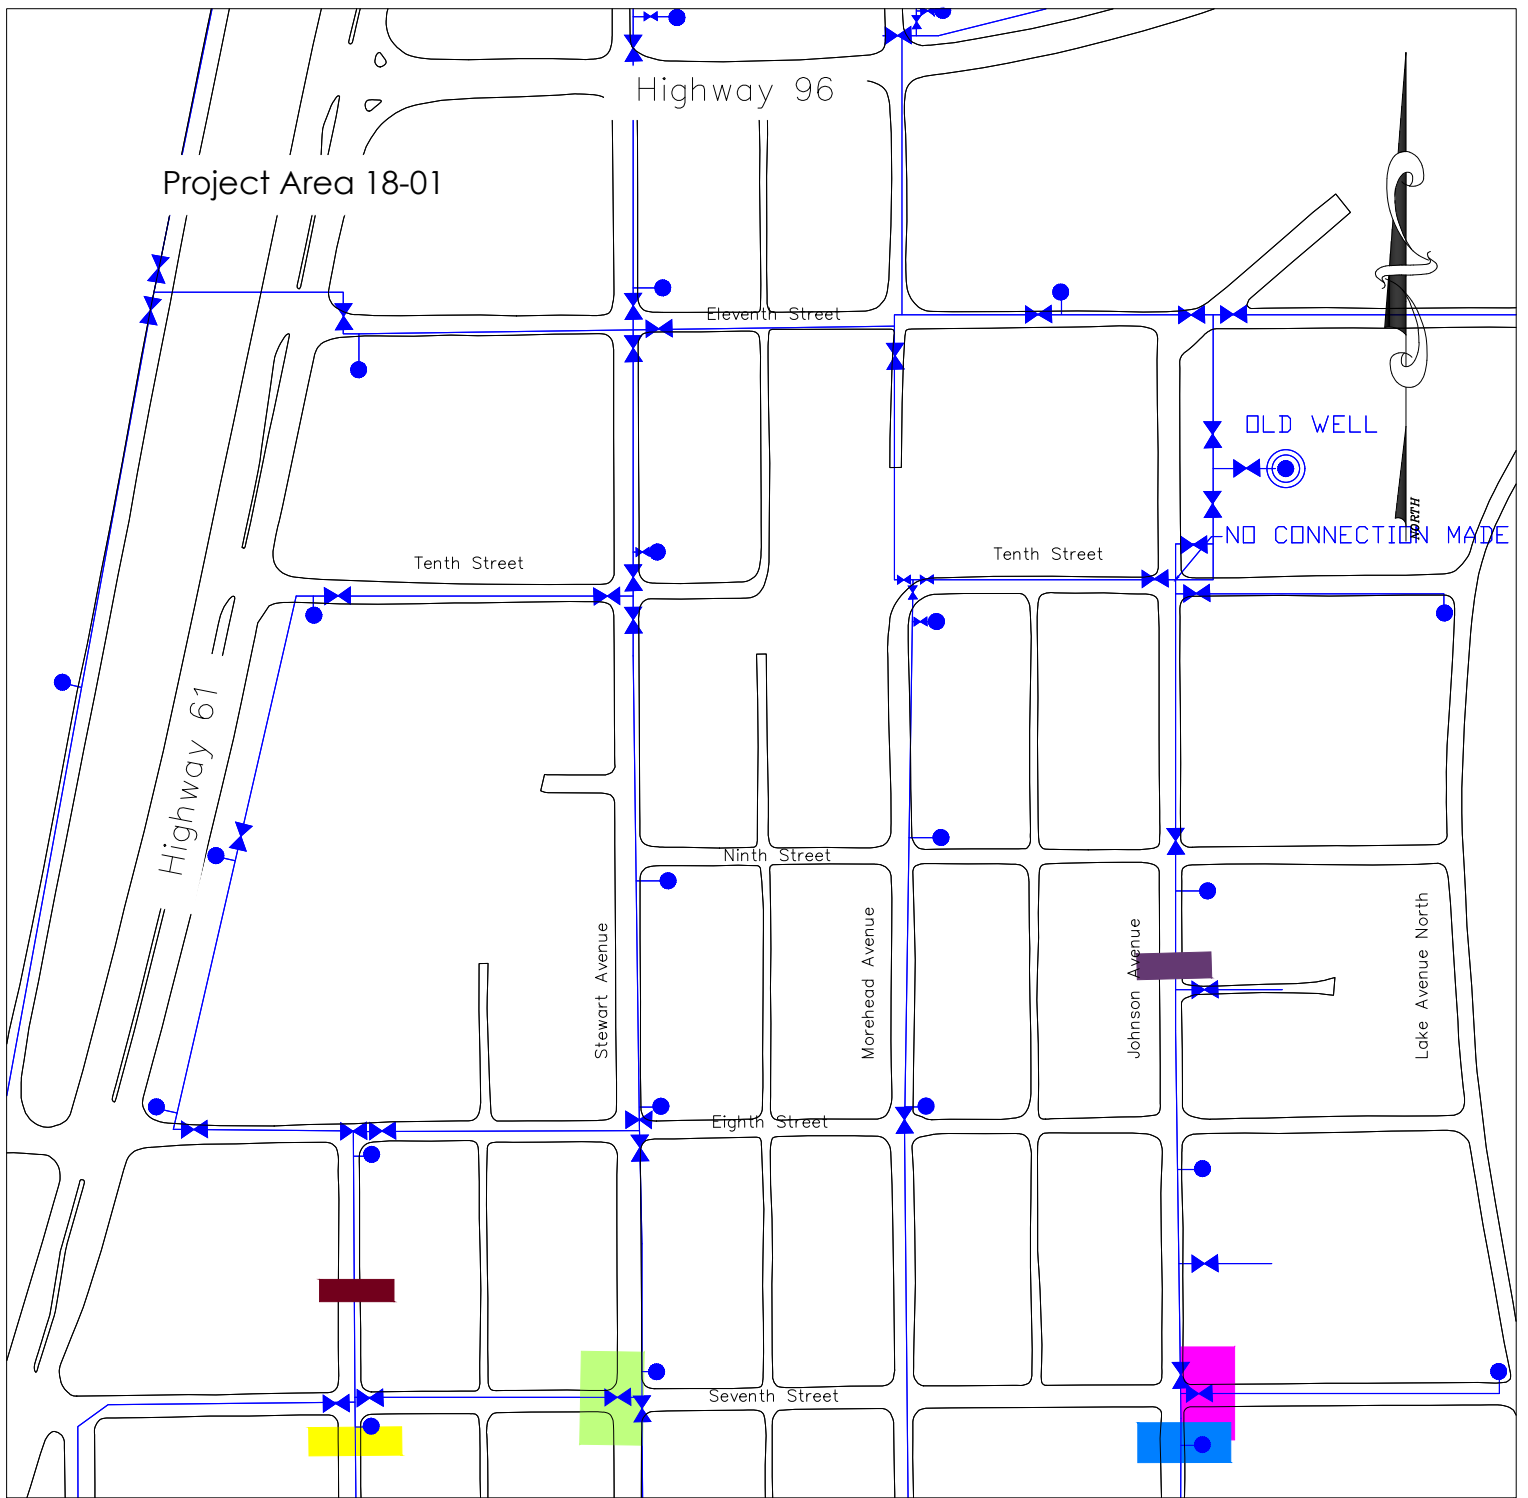 Highway 96
Project Area 18-01
Eleventh Street
OLD WELL
NORTH
NO CONNECTION MADE
Tenth Street
Tenth Street
Highway 61
Ninth Street
Stewart Avenue
Morehead Avenue
Johnson Avenue
Lake Avenue North
Eighth Street
Seventh Street